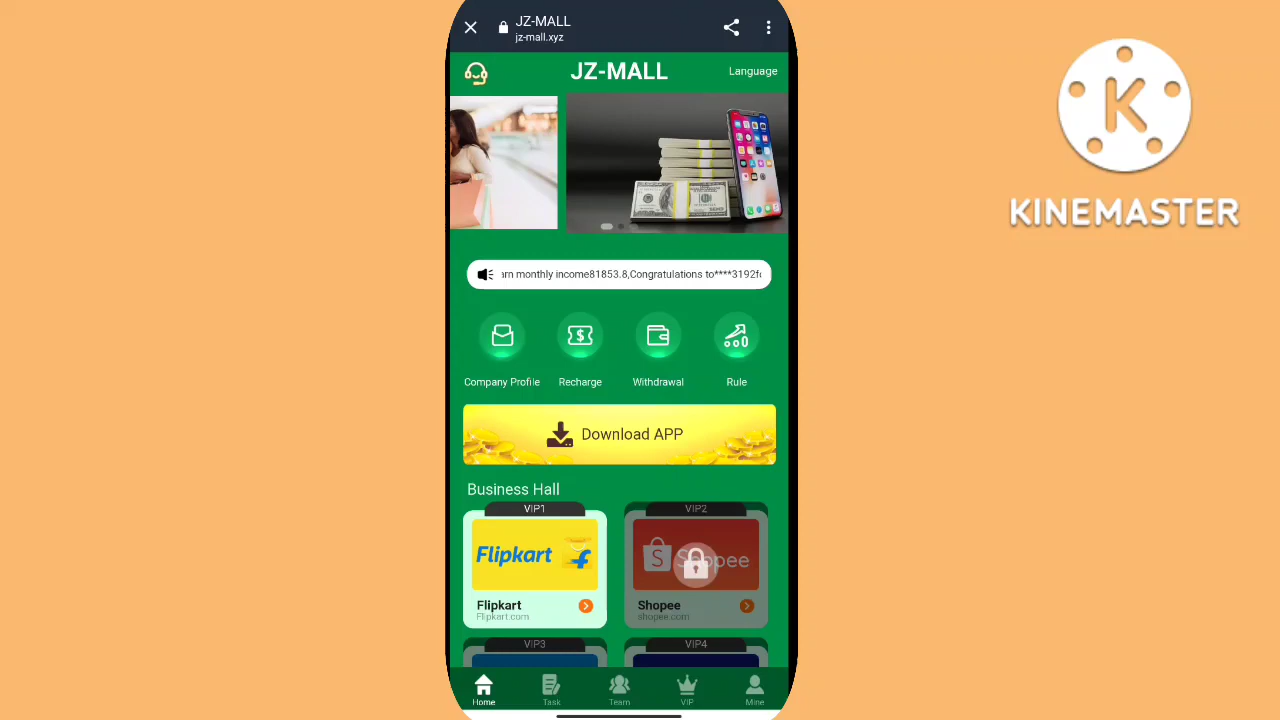 JZ-MALL
jz-mall.xyz
JZ-MALL
Language
K
KINEMASTER
arn monthly income81853.8,Congratulations to****3192fo
Company Profile
Recharge
Withdrawal
Rule
Download APP
Business Hall
VIP1
VIP2
Flipkart
Shopee
Flipkart
Shopee
Flipkart.com
shopee.com
VIP3
VIP4
Home
Task
Team
VIP
Mine